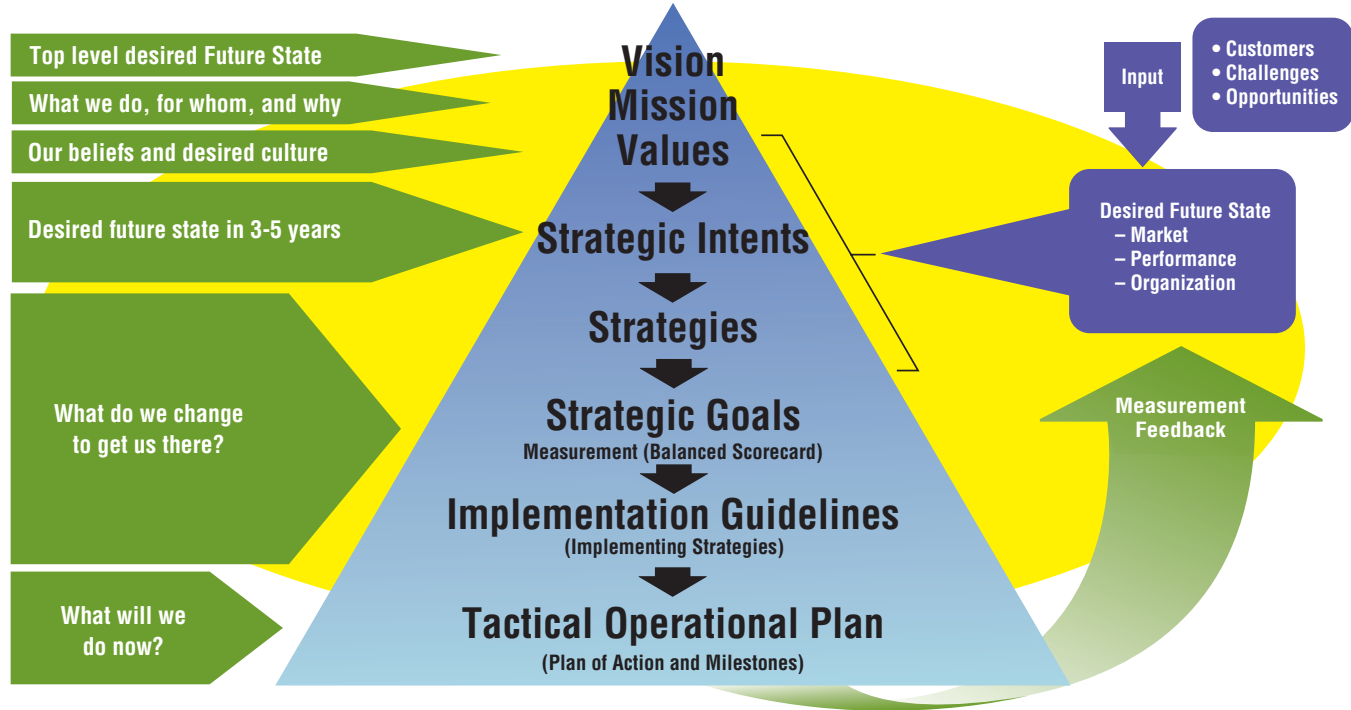 Top level desired Future State
What we do, for whom, and why
Our beliefs and desired culture
Desired future state in 3-5 years
What do we change
to get us there?
What will we
do now?
Vision
Mission
Values
Strategic Intents
Strategies
Strategic Goals
Measurement (Balanced Scorecard)
Implementation Guidelines
(Implementing Strategies)
Tactical Operational Plan
(Plan of Action and Milestones)
Input
• Customers
• Challenges
• Opportunities
Desired Future State
– Market
– Performance
– Organization
Measurement
Feedback